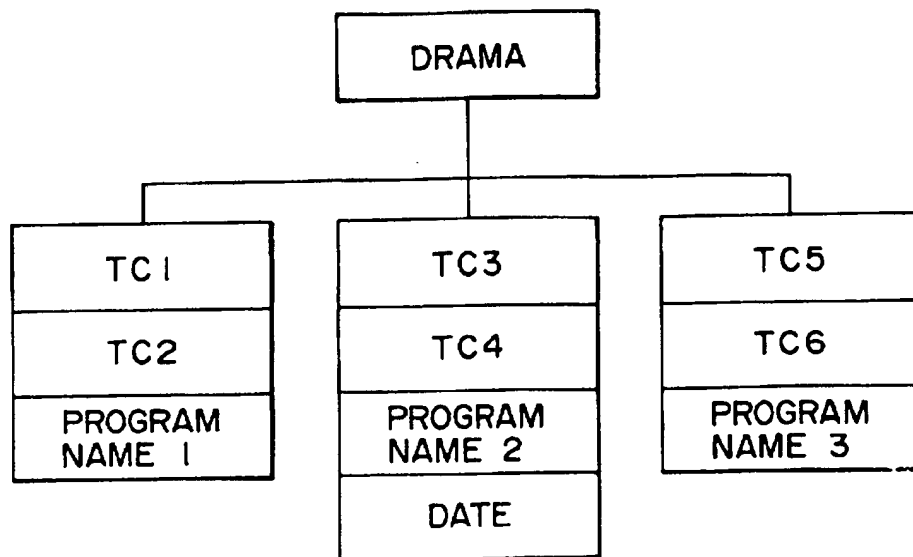 DRAMA
TC1
TC2
PROGRAM
NAME 1
TC3
TC4
PROGRAM
NAME 2
DATE
TC5
TC6
PROGRAM
NAME 3